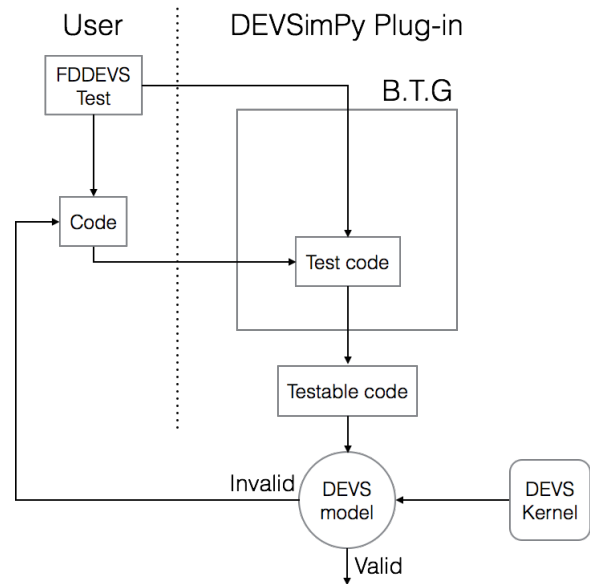 User
DEVSimPy Plug-in
FDDEVS
Test
B.T.G
Code
Test code
Testable code
Invalid
DEVS
model
DEVS
Kernel
Valid